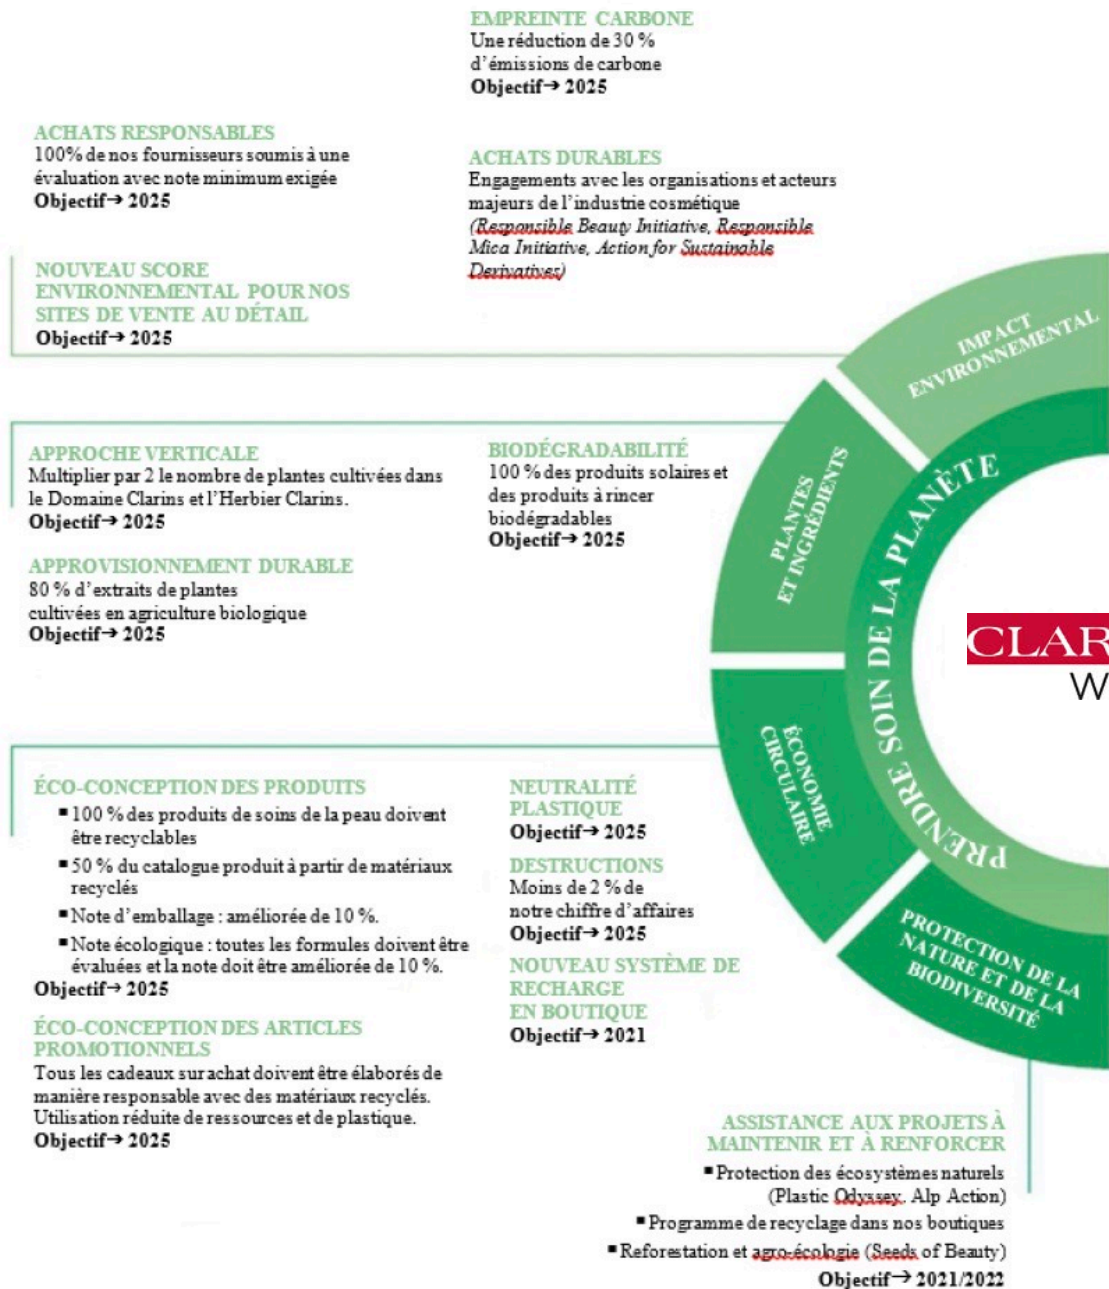 EMPREINTE CARBONE
Une réduction de 30 %
d'émissions de carbone
Objectif→ 2025
ACHATS RESPONSABLES
100% de nos fournisseurs soumis à une
évaluation avec note minimum exigée
Objectif→ 2025
ACHATS DURABLES
Engagements avec les organisations et acteurs
majeurs de l'industrie cosmétique
(Responsible Beauty Initiative, Responsible
Mica Initiative, Action for Sustainable
Derivatives)
NOUVEAU SCORE
ENVIRONNEMENTAL POUR NOS
SITES DE VENTE AU DÉTAIL
Objectif→ 2025
IMPACT
ENVIRONNEMENTAL
APPROCHE VERTICALE
Multiplier par 2 le nombre de plantes cultivées dans
le Domaine Clarins et l'Herbier Clarins.
Objectif→ 2025
BIODÉGRADABILITÉ
100 % des produits solaires et
des produits à rincer
biodégradables
Objectif→ 2025
APPROVISIONNEMENT DURABLE
80 % d'extraits de plantes
cultivées en agriculture biologique
Objectif→ 2025
PLANTES
ET INGRÉDIENTS
PRENDRE SOIN DE LA PLANÈTE
CLAR
W
ÉCONOMIE
CIRCULAIRE
ÉCO-CONCEPTION DES PRODUITS
▪ 100 % des produits de soins de la peau doivent
être recyclables
▪ 50 % du catalogue produit à partir de matériaux
recyclés
▪ Note d'emballage : améliorée de 10 %.
▪ Note écologique : toutes les formules doivent être
évaluées et la note doit être améliorée de 10 %.
Objectif→ 2025
NEUTRALITÉ
PLASTIQUE
Objectif→ 2025
DESTRUCTIONS
Moins de 2 % de
notre chiffre d'affaires
Objectif→ 2025
NOUVEAU SYSTÈME DE
RECHARGE
EN BOUTIQUE
Objectif→ 2021
ÉCO-CONCEPTION DES ARTICLES
PROMOTIONNELS
Tous les cadeaux sur achat doivent être élaborés de
manière responsable avec des matériaux recyclés.
Utilisation réduite de ressources et de plastique.
Objectif→ 2025
PROTECTION DE LA
NATURE ET DE LA
BIODIVERSITÉ
ASSISTANCE AUX PROJETS À
MAINTENIR ET À RENFORCER
▪ Protection des écosystèmes naturels
(Plastic Odyssey. Alp Action)
▪ Programme de recyclage dans nos boutiques
▪ Reforestation et agro-écologie (Seeds of Beauty)
Objectif→ 2021/2022